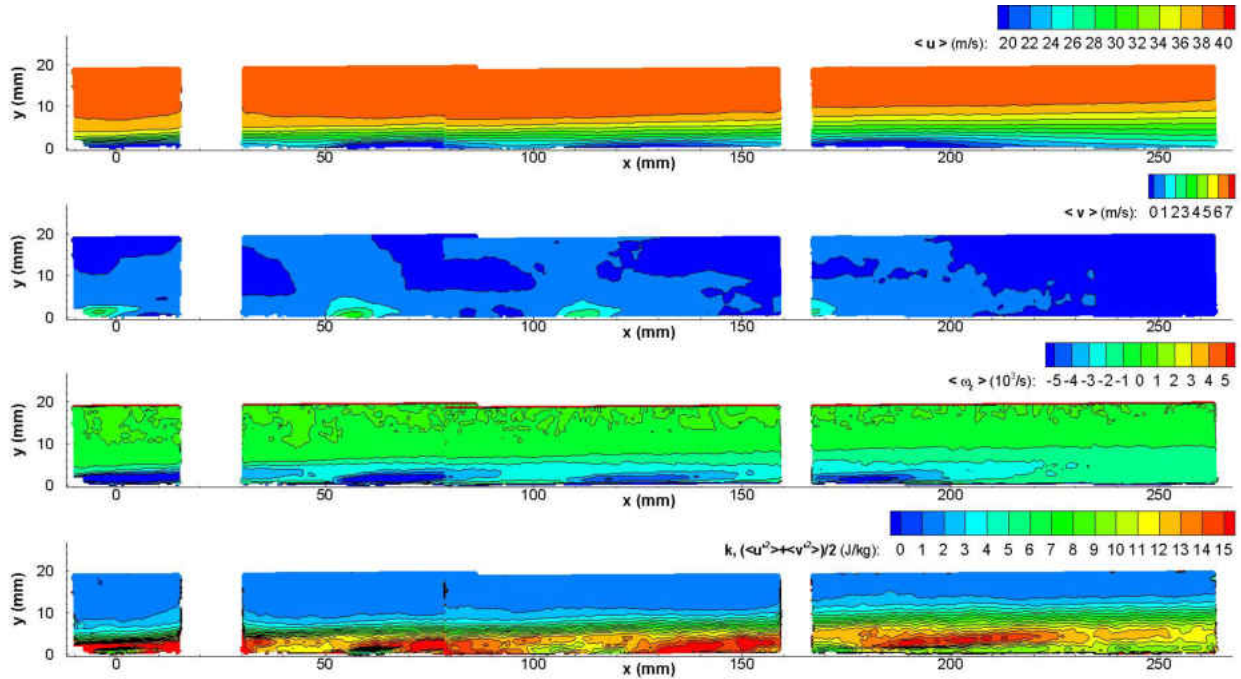 < u > (m/s): 20 22 24 26 28 30 32 34 36 38 40
y (mm)
20
10
0
0 50 100 150 200 250
x (mm)
< v > (m/s): 0 1 2 3 4 5 6 7
y (mm)
20
10
0
0 50 100 150 200 250
x (mm)
< ω_z > (10³/s): -5 -4 -3 -2 -1 0 1 2 3 4 5
y (mm)
20
10
0
0 50 100 150 200 250
x (mm)
k, (<u'²>+<v'²>)/2 (J/kg): 0 1 2 3 4 5 6 7 8 9 10 11 12 13 14 15
y (mm)
20
10
0
0 50 100 150 200 250
x (mm)